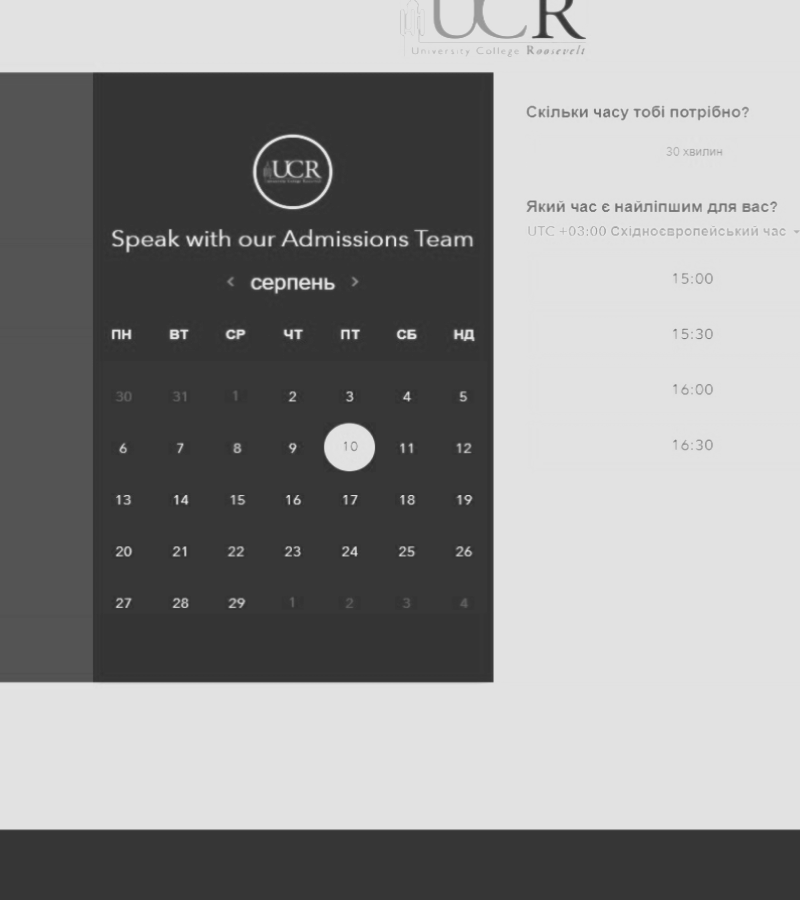 UCR
University College Roosevelt
UCR
Speak with our Admissions Team
< серпень >
ПН ВТ СР ЧТ ПТ СБ НД
30 31 1 2 3 4 5
6 7 8 9 10 11 12
13 14 15 16 17 18 19
20 21 22 23 24 25 26
27 28 29 1 2 3 4
Скільки часу тобі потрібно?
30 хвилин
Який час є найліпшим для вас?
UTC +03:00 Східноєвропейський час
15:00
15:30
16:00
16:30